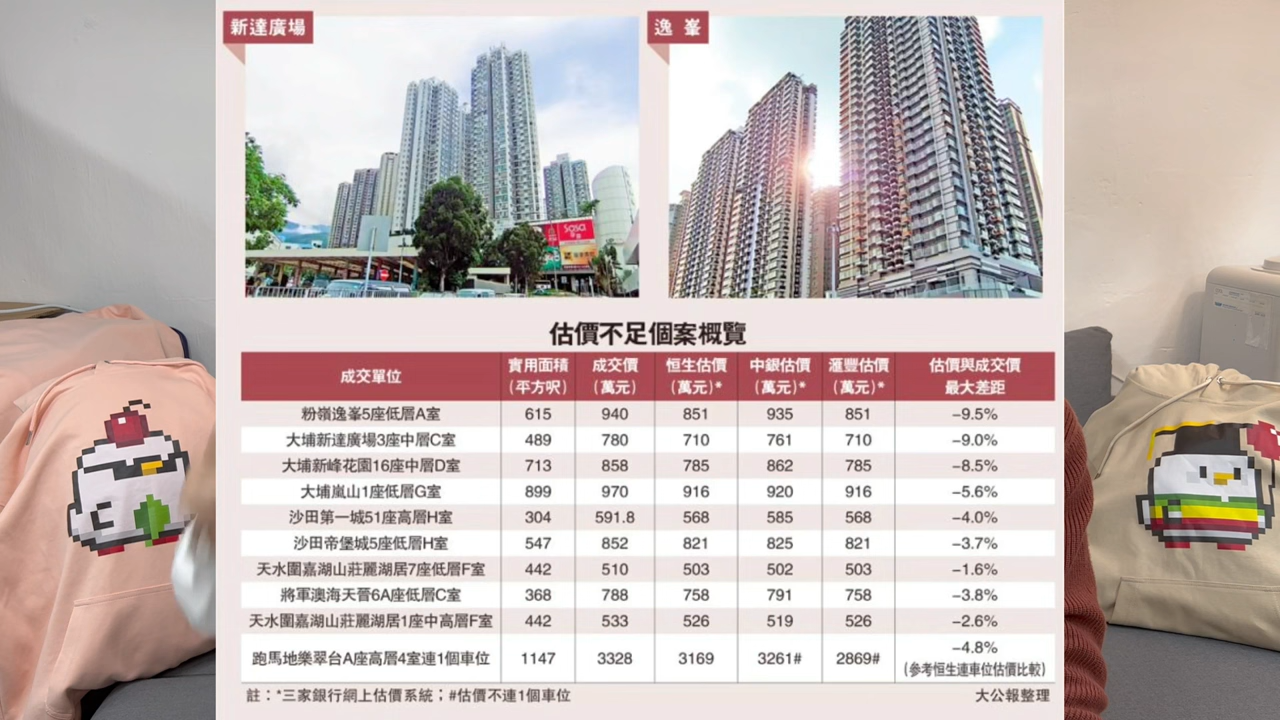 新達廣場
逸 峯
sasa
估價不足個案概覽
成交單位 實用面積（平方呎） 成交價（萬元） 恒生估價（萬元）* 中銀估價（萬元）* 滙豐估價（萬元）* 估價與成交價最大差距
粉嶺逸峯5座低層A室 615 940 851 935 851 −9.5%
大埔新達廣場3座中層C室 489 780 710 761 710 −9.0%
大埔新峰花園16座中層D室 713 858 785 862 785 −8.5%
大埔嵐山1座低層G室 899 970 916 920 916 −5.6%
沙田第一城51座高層H室 304 591.8 568 585 568 −4.0%
沙田帝堡城5座低層H室 547 852 821 825 821 −3.7%
天水圍嘉湖山莊麗湖居7座低層F室 442 510 503 502 503 −1.6%
將軍澳海天晉6A座低層C室 368 788 758 791 758 −3.8%
天水圍嘉湖山莊麗湖居1座中高層F室 442 533 526 519 526 −2.6%
跑馬地樂翠台A座高層4室連1個車位 1147 3328 3169 3261# 2869# −4.8%（參考恒生連車位估價比較）
註：*三家銀行網上估價系統；#估價不連1個車位
大公報整理